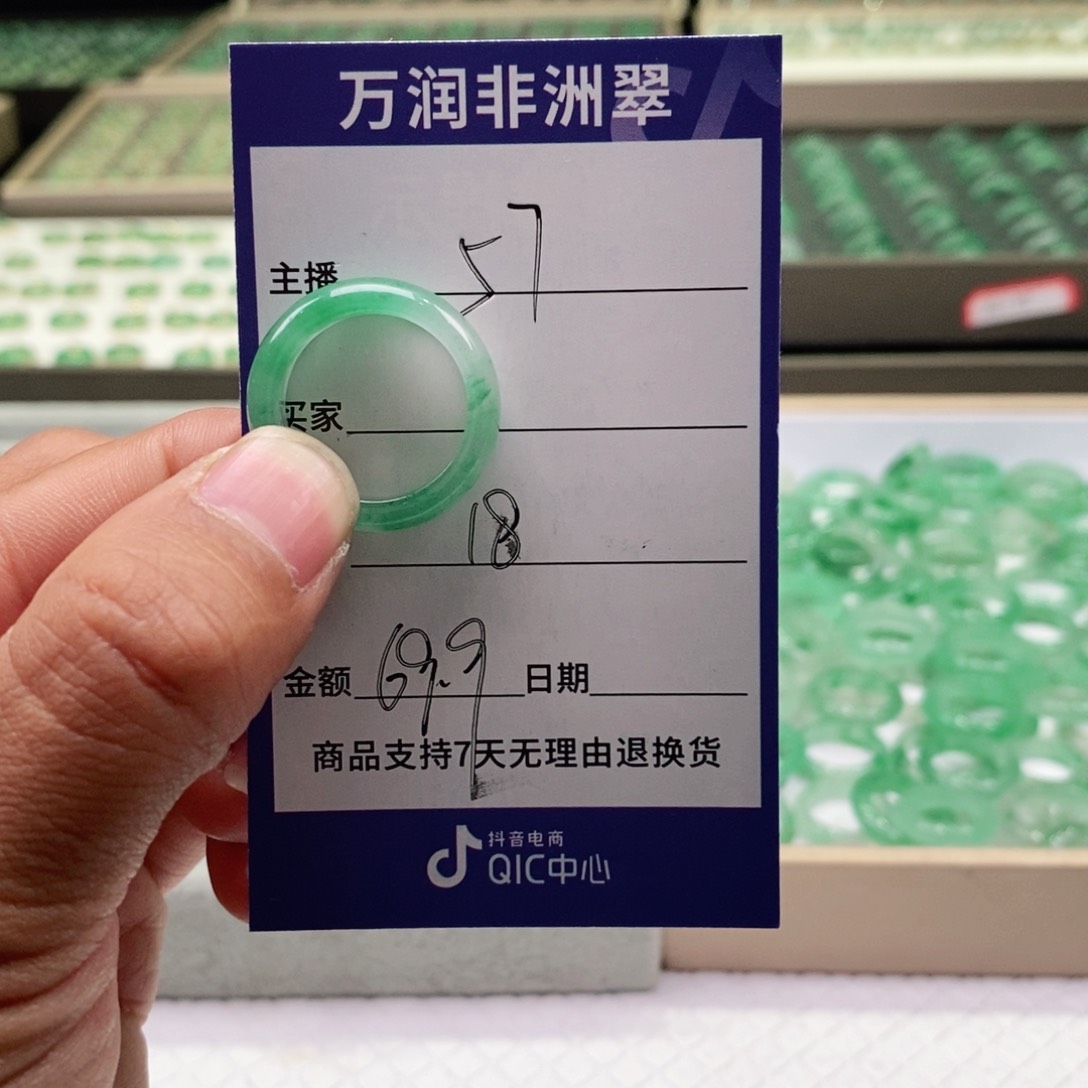 万润非洲翠
主播 57
买家
18
金额 69.9 日期
商品支持7天无理由退换货
抖音电商
QIC中心